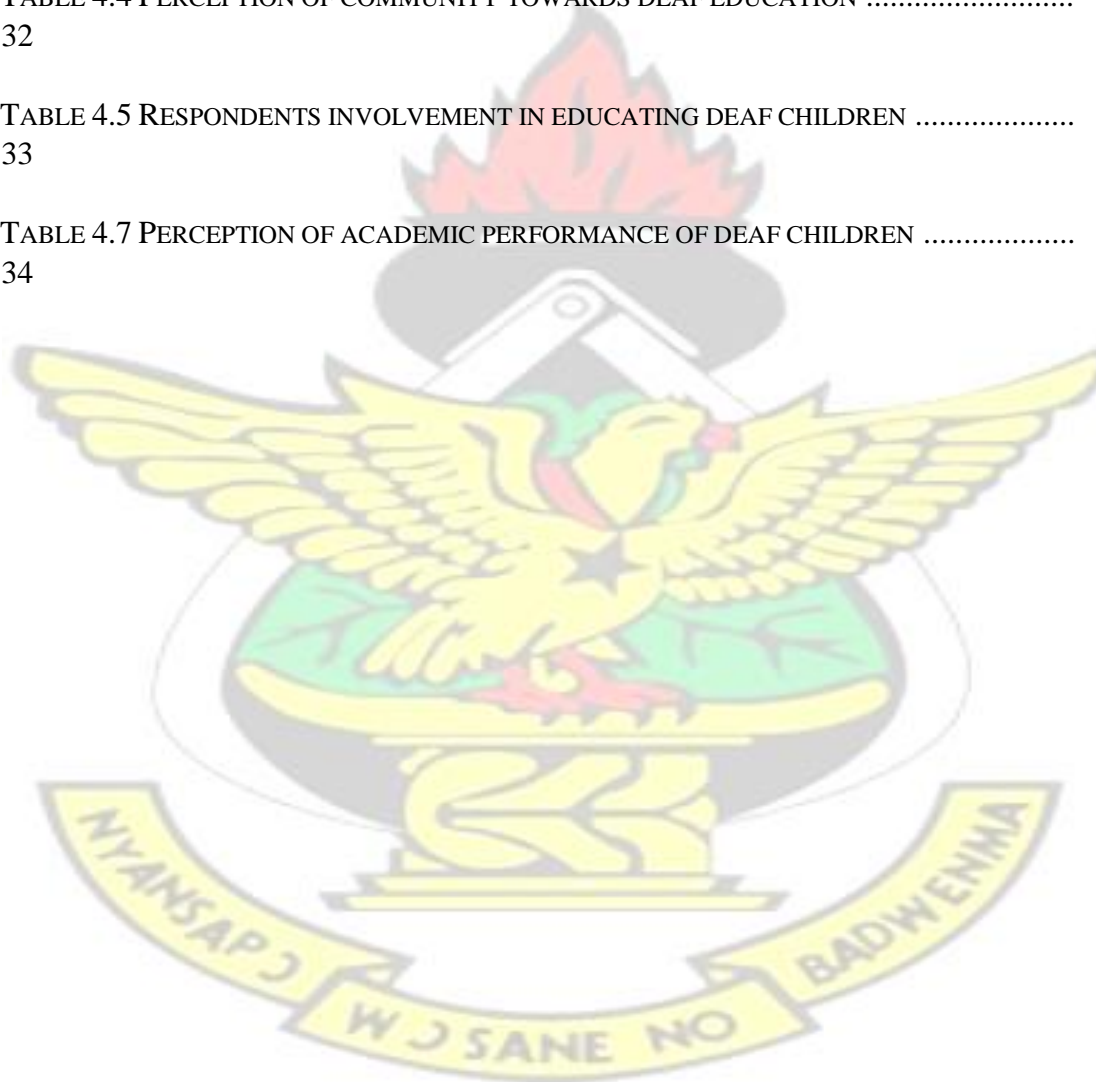 TABLE 4.4 PERCEPTION OF COMMUNITY TOWARDS DEAF EDUCATION ..........................
32
TABLE 4.5 RESPONDENTS INVOLVEMENT IN EDUCATING DEAF CHILDREN ....................
33
TABLE 4.7 PERCEPTION OF ACADEMIC PERFORMANCE OF DEAF CHILDREN ...................
34
NYANSAPƆ
WƆSANE NO
BADWENMA